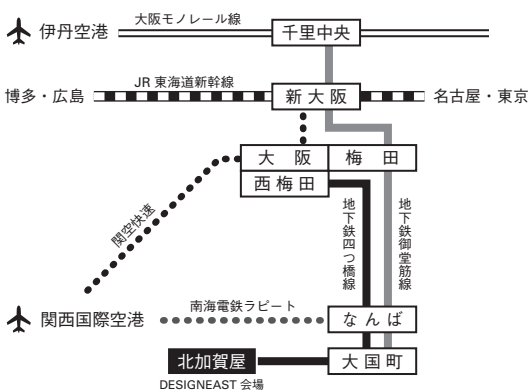 大阪モノレール線
伊丹空港
千里中央
JR 東海道新幹線
博多・広島
新大阪
名古屋・東京
大阪
梅田
西梅田
関空快速
地下鉄四つ橋線
地下鉄御堂筋線
南海電鉄ラピート
関西国際空港
なんば
北加賀屋
大国町
DESIGNEAST 会場